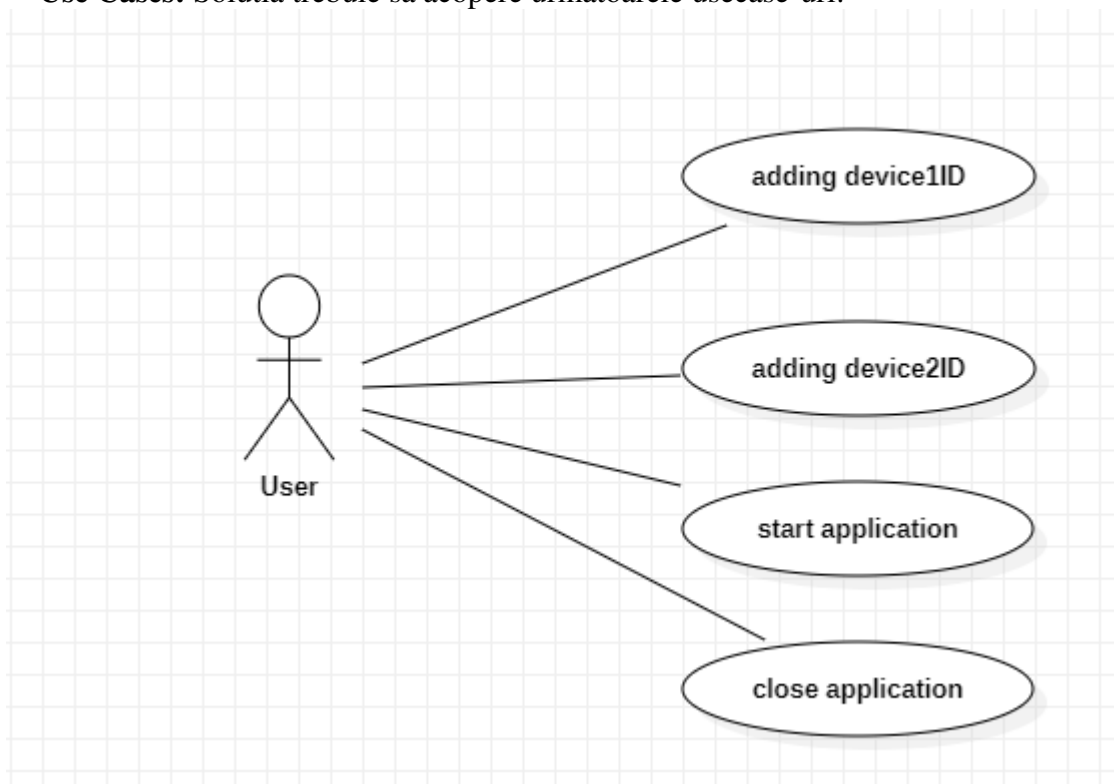 Use Cases: Solutia trebuie sa acopere urmatoarele usecase-uri:
adding device1ID
adding device2ID
User
start application
close application